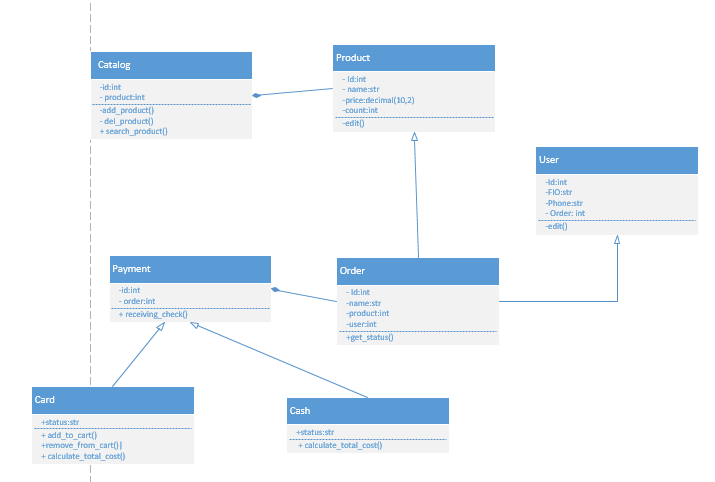 Catalog
-id:int
- product:int
-add_product()
- del_product()
+ search_product()
Product
- Id:int
- name:str
-price:decimal(10,2)
-count:int
-edit()
User
-Id:int
-FIO:str
-Phone:str
- Order: int
-edit()
Payment
-id:int
- order:int
+ receiving_check()
Order
- Id:int
-name:str
-product:int
-user:int
+get_status()
Card
+status:str
+ add_to_cart()
+remove_from_cart()|
+ calculate_total_cost()
Cash
+status:str
+ calculate_total_cost()